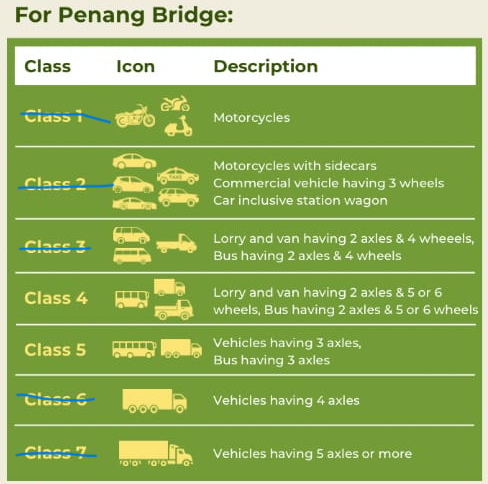 For Penang Bridge:
Class Icon Description
Class 1 Motorcycles
Class 2 Motorcycles with sidecars
Commercial vehicle having 3 wheels
Car inclusive station wagon
Class 3 Lorry and van having 2 axles & 4 wheeels,
Bus having 2 axles & 4 wheels
Class 4 Lorry and van having 2 axles & 5 or 6
wheels, Bus having 2 axles & 5 or 6 wheels
Class 5 Vehicles having 3 axles,
Bus having 3 axles
Class 6 Vehicles having 4 axles
Class 7 Vehicles having 5 axles or more